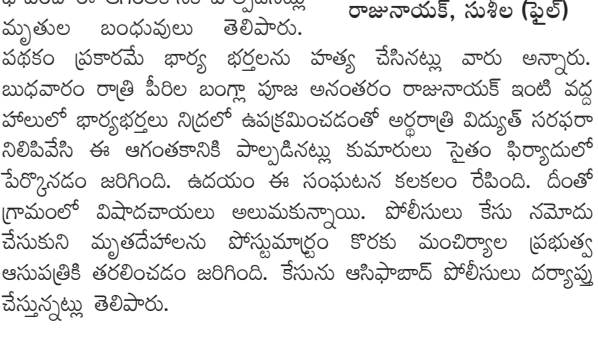 రాజునాయక్, సుశీల (ఫైల్)
మృతుల బంధువులు తెలిపారు.
పథకం ప్రకారమే భార్య భర్తలను హత్య చేసినట్లు వారు అన్నారు.
బుధవారం రాత్రి పీరిల బంగ్లా పూజ అనంతరం రాజునాయక్ ఇంటి వద్ద
హాలులో భార్యభర్తలు నిద్రలో ఉపక్రమించడంతో అర్థరాత్రి విద్యుత్ సరఫరా
నిలిపివేసి ఈ ఆగంతకానికి పాల్పడినట్లు కుమారులు సైతం ఫిర్యాదులో
పేర్కొనడం జరిగింది. ఉదయం ఈ సంఘటన కలకలం రేపింది. దీంతో
గ్రామంలో విషాదచాయలు అలుమకున్నాయి. పోలీసులు కేసు నమోదు
చేసుకుని మృతదేహాలను పోస్టుమార్టం కొరకు మంచిర్యాల ప్రభుత్వ
ఆసుపత్రికి తరలించడం జరిగింది. కేసును ఆసిఫాబాద్ పోలీసులు దర్యాప్తు
చేస్తున్నట్లు తెలిపారు.